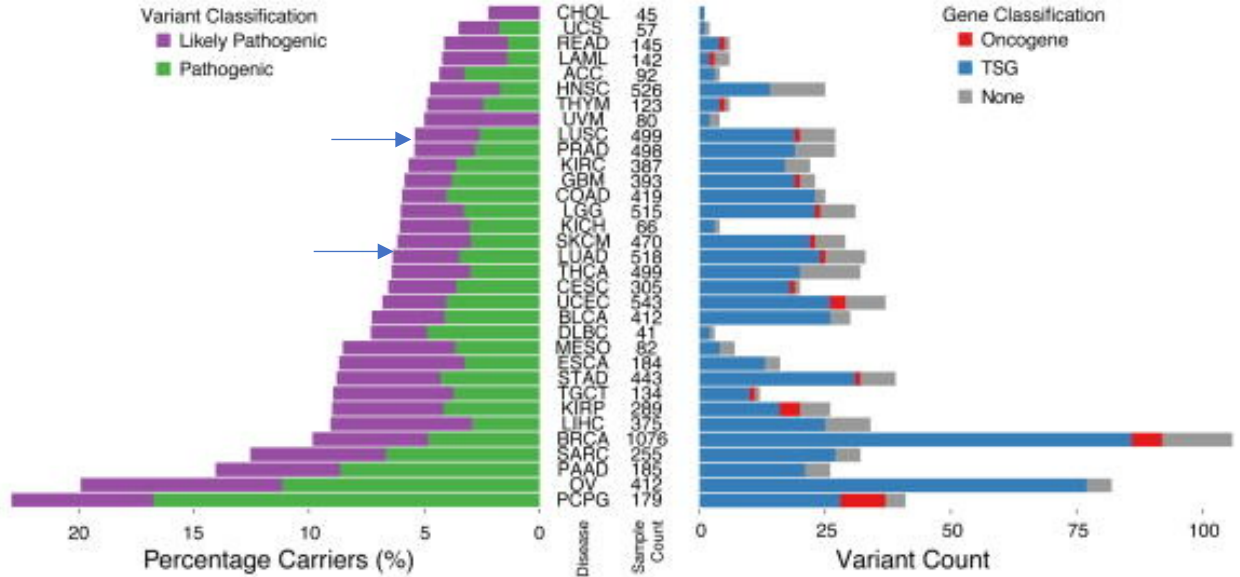 Variant Classification
Likely Pathogenic
Pathogenic
Gene Classification
Oncogene
TSG
None
CHOL 45
UCS 57
READ 145
LAML 142
ACC 92
HNSC 526
THYM 123
UVM 80
LUSC 499
PRAD 498
KIRC 387
GBM 393
COAD 419
LGG 515
KICH 66
SKCM 470
LUAD 518
THCA 499
CESC 305
UCEC 543
BLCA 412
DLBC 41
MESO 82
ESCA 184
STAD 443
TGCT 134
KIRP 289
LIHC 375
BRCA 1076
SARC 255
PAAD 185
OV 412
PCPG 179
20 15 10 5 0
Percentage Carriers (%)
Disease
Sample
Count
0 25 50 75 100
Variant Count